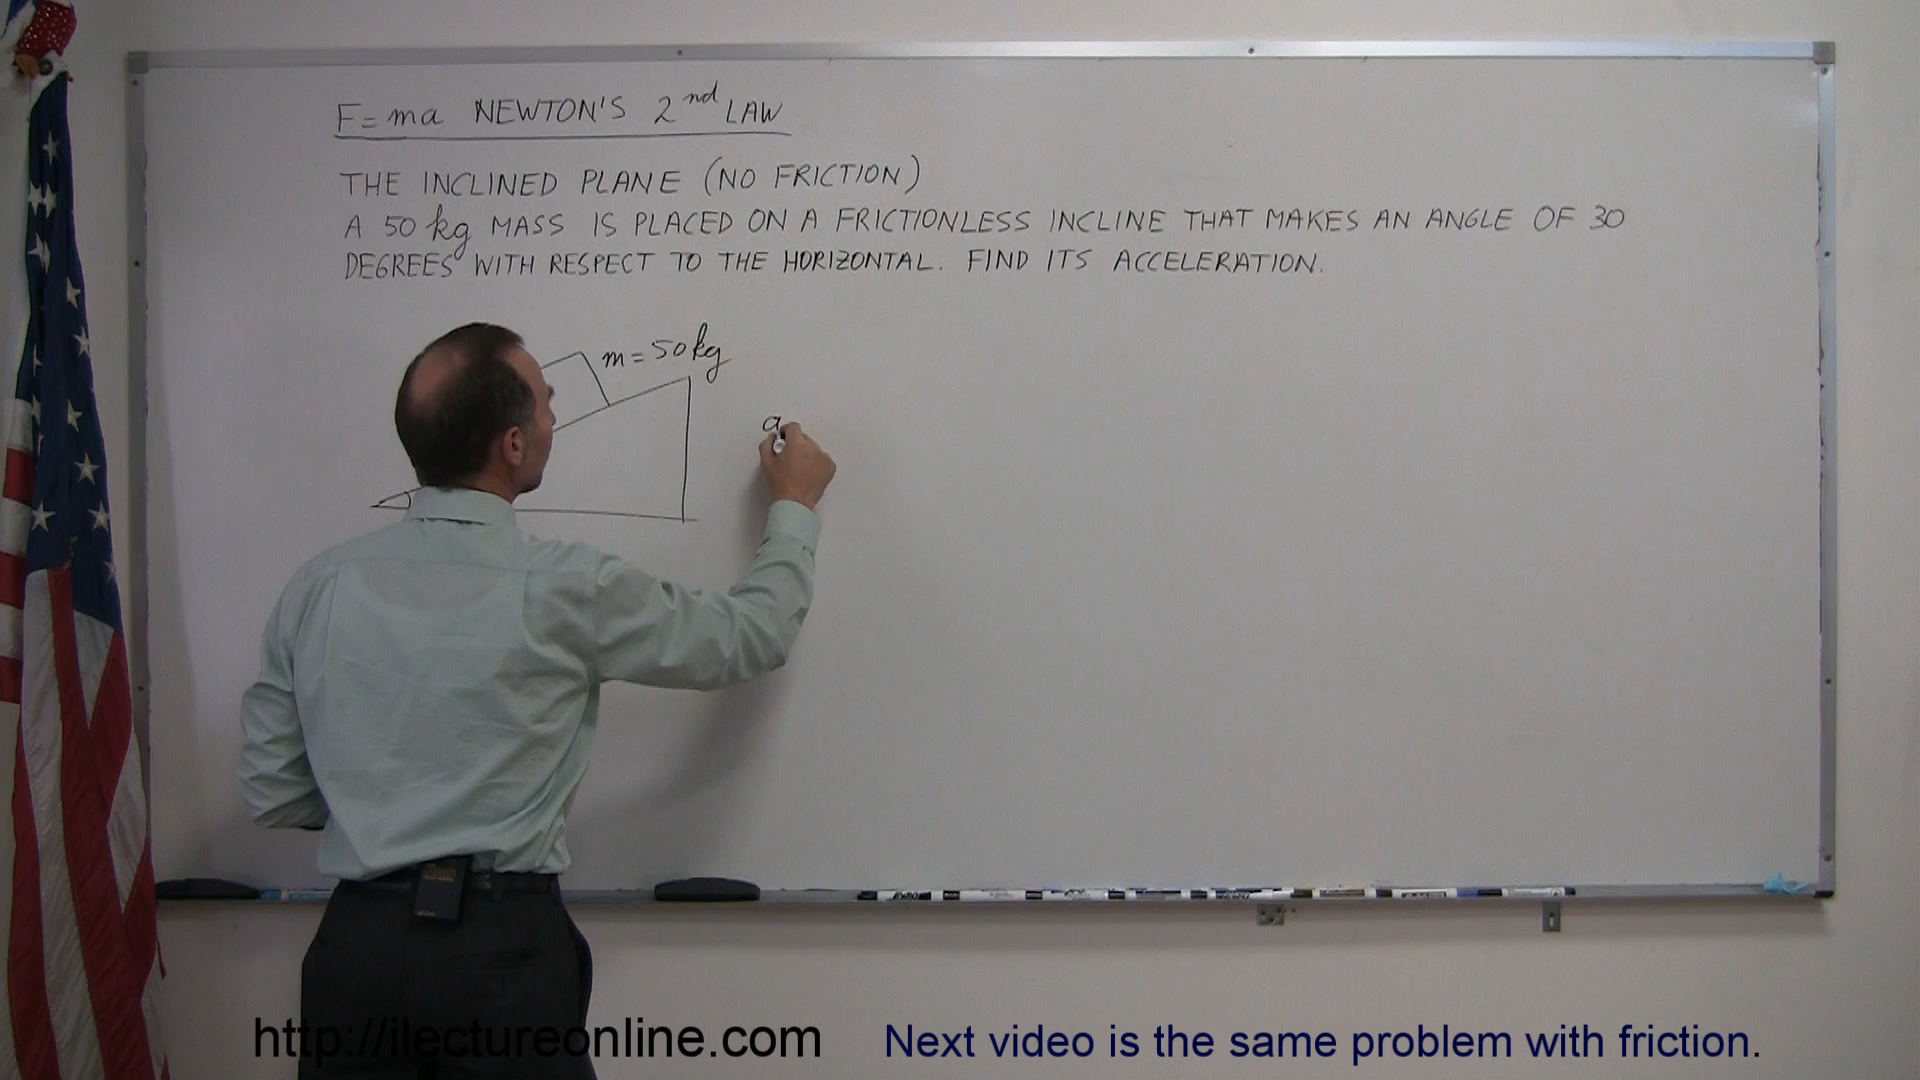 F=ma NEWTON'S 2nd LAW
THE INCLINED PLANE (NO FRICTION)
A 50 kg MASS IS PLACED ON A FRICTIONLESS INCLINE THAT MAKES AN ANGLE OF 30
DEGREES WITH RESPECT TO THE HORIZONTAL. FIND ITS ACCELERATION.
m = 50 kg
a
http://ilectureonline.com
Next video is the same problem with friction.